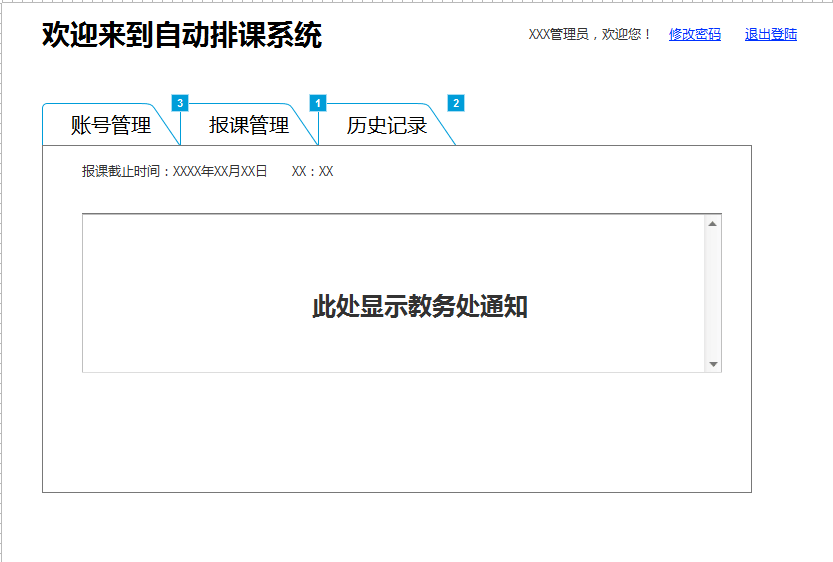 欢迎来到自动排课系统
XXX管理员，欢迎您！ 修改密码 退出登陆
3 1 2
账号管理 报课管理 历史记录
报课截止时间：XXXX年XX月XX日 XX：XX
此处显示教务处通知